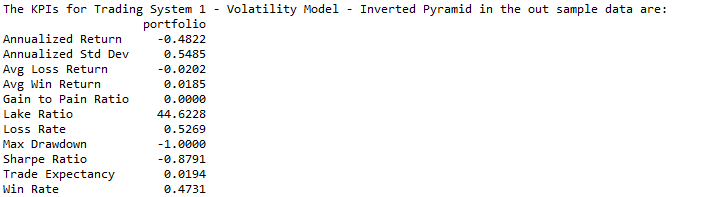 The KPIs for Trading System 1 - Volatility Model - Inverted Pyramid in the out sample data are:
portfolio
Annualized Return -0.4822
Annualized Std Dev 0.5485
Avg Loss Return -0.0202
Avg Win Return 0.0185
Gain to Pain Ratio 0.0000
Lake Ratio 44.6228
Loss Rate 0.5269
Max Drawdown -1.0000
Sharpe Ratio -0.8791
Trade Expectancy 0.0194
Win Rate 0.4731